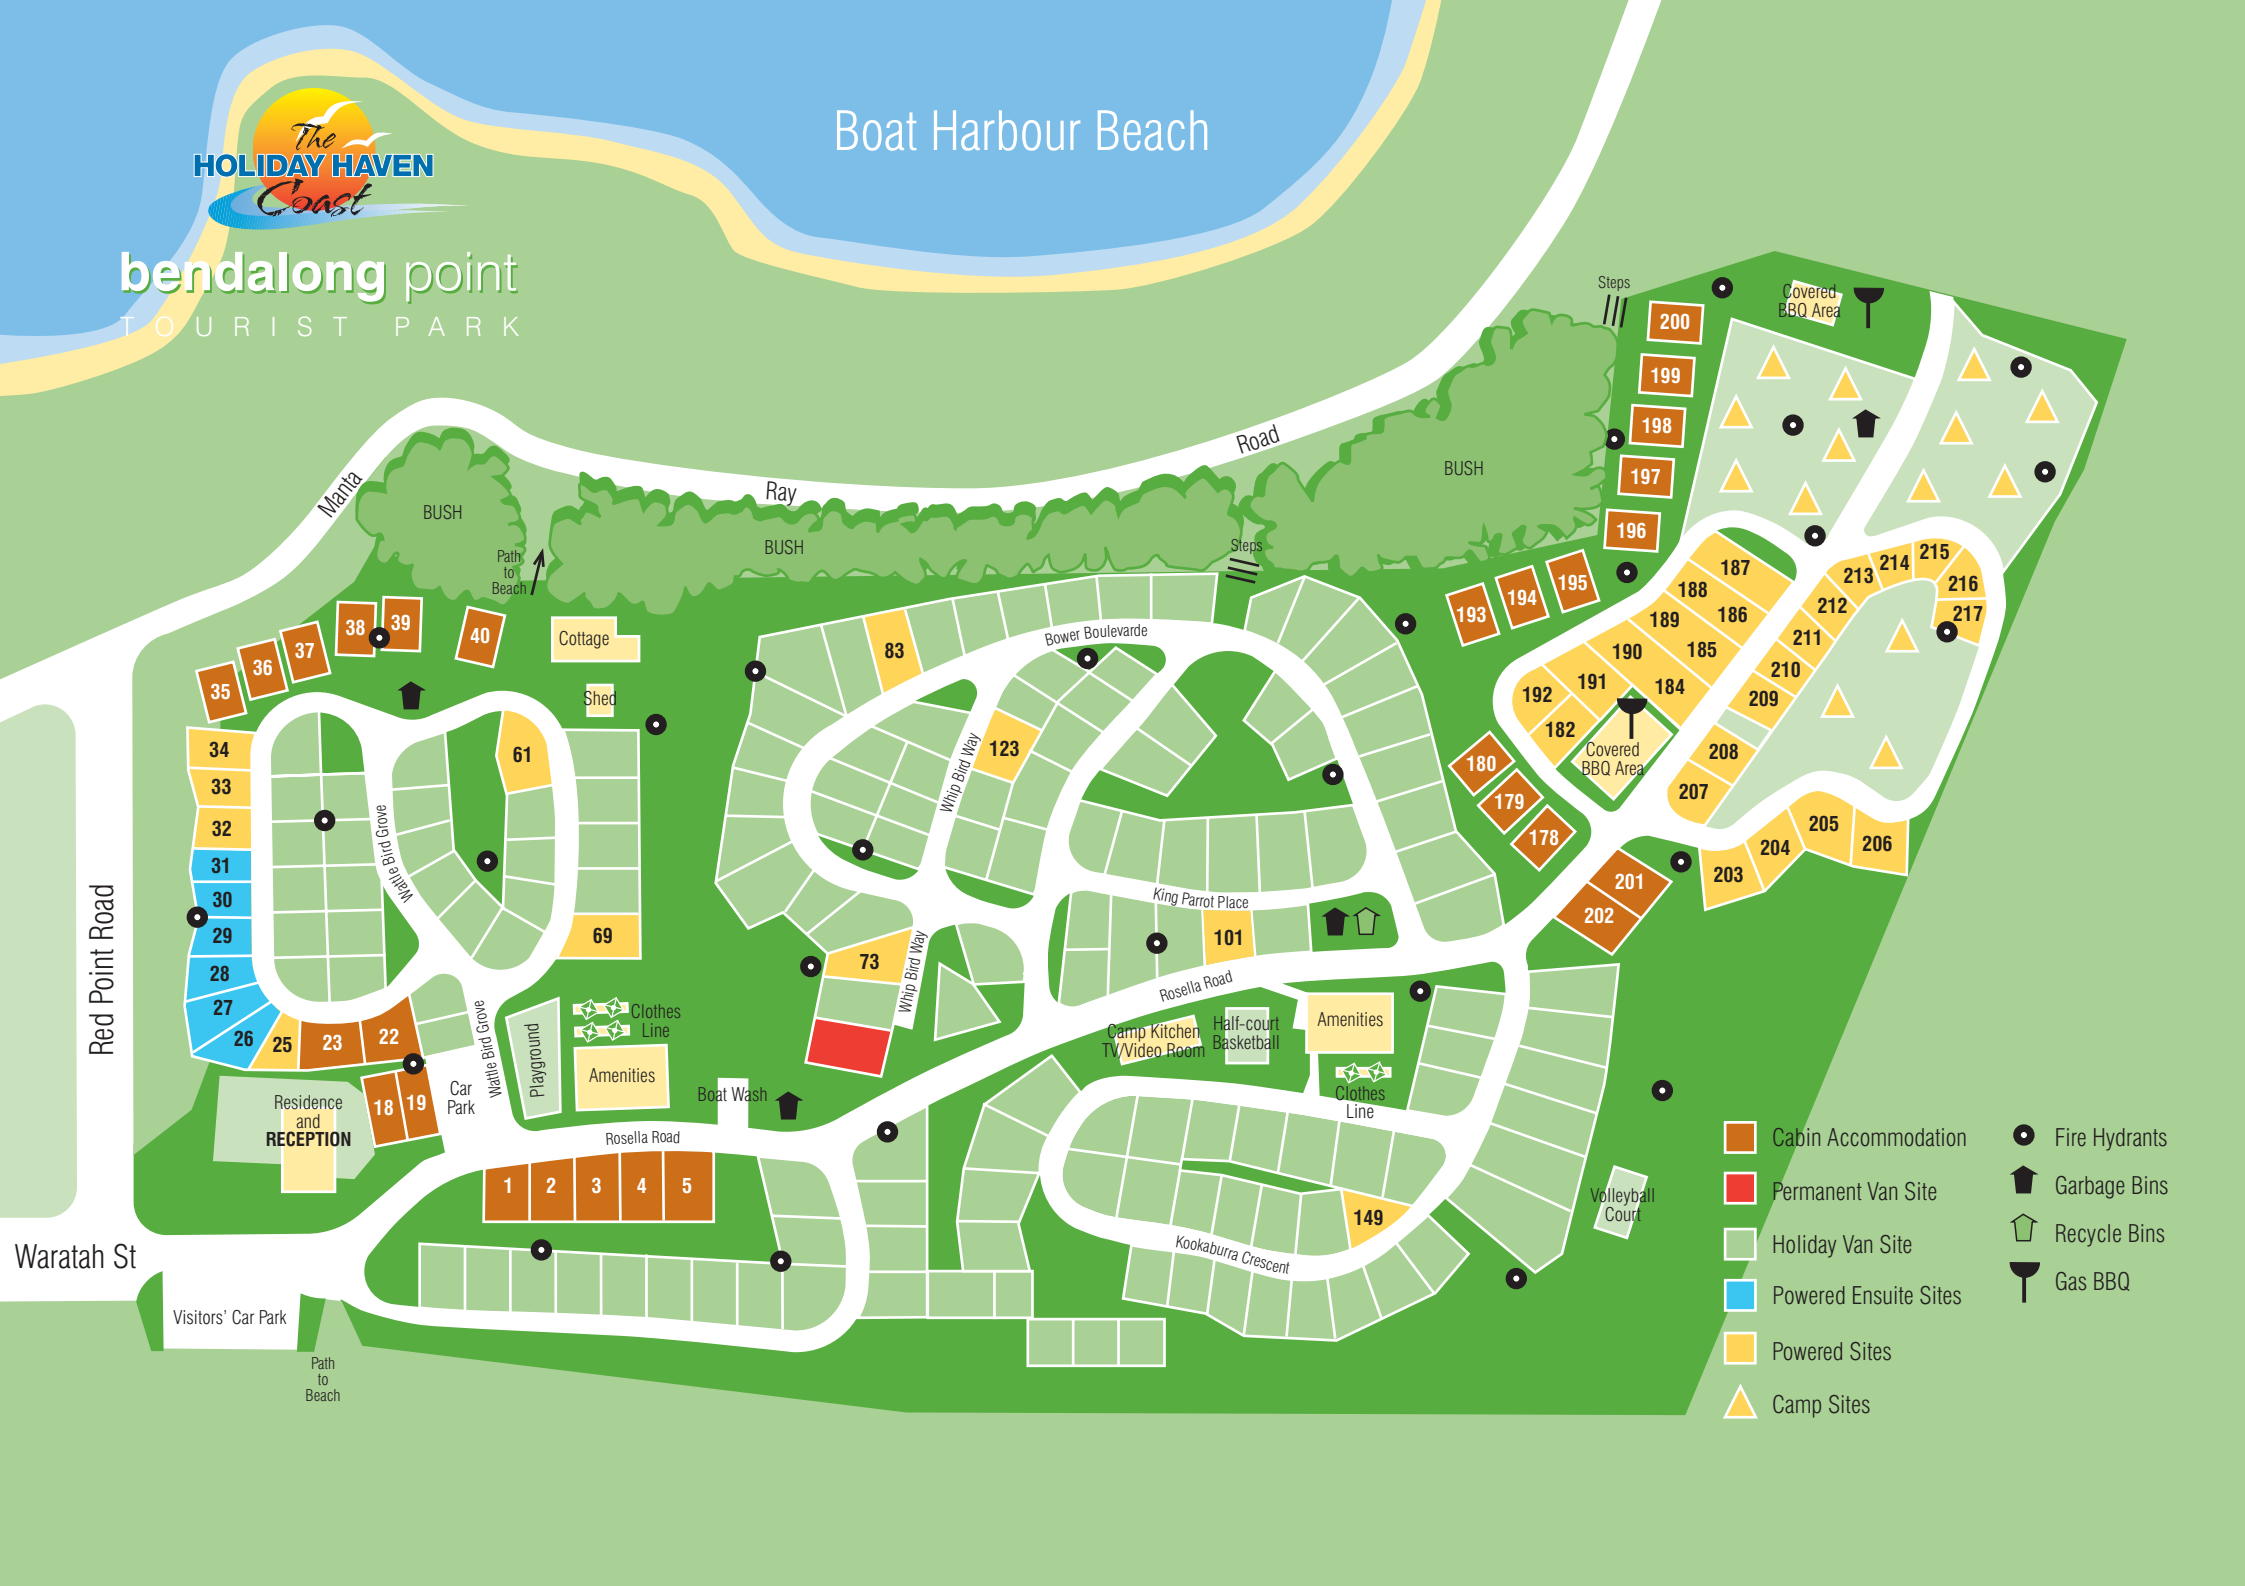 Boat Harbour Beach
The
HOLIDAY HAVEN
Coast
bendalong point
TOURIST PARK
Manta
Ray
Road
BUSH
BUSH
BUSH
Path
to
Beach
Steps
Steps
Covered
BBQ Area
200
199
198
197
196
195
194
193
187
188
186
189
185
190
184
191
192
182
Covered
BBQ Area
180
179
178
215
214
213
216
217
212
211
210
209
208
207
206
205
204
203
201
202
35
36
37
38
39
40
Cottage
Shed
34
33
32
31
30
29
28
27
26
25
23
22
18
19
61
69
Wattle Bird Grove
Wattle Bird Grove
Red Point Road
83
Bower Boulevarde
Whip Bird Way
123
73
Whip Bird Way
King Parrot Place
101
Rosella Road
Camp Kitchen
TV/Video Room
Half-court
Basketball
Amenities
Clothes
Line
Clothes
Line
Playground
Amenities
Car
Park
Residence
and
RECEPTION
Boat Wash
Rosella Road
1
2
3
4
5
149
Kookaburra Crescent
Volleyball
Court
Waratah St
Visitors' Car Park
Path
to
Beach
Cabin Accommodation
Permanent Van Site
Holiday Van Site
Powered Ensuite Sites
Powered Sites
Camp Sites
Fire Hydrants
Garbage Bins
Recycle Bins
Gas BBQ